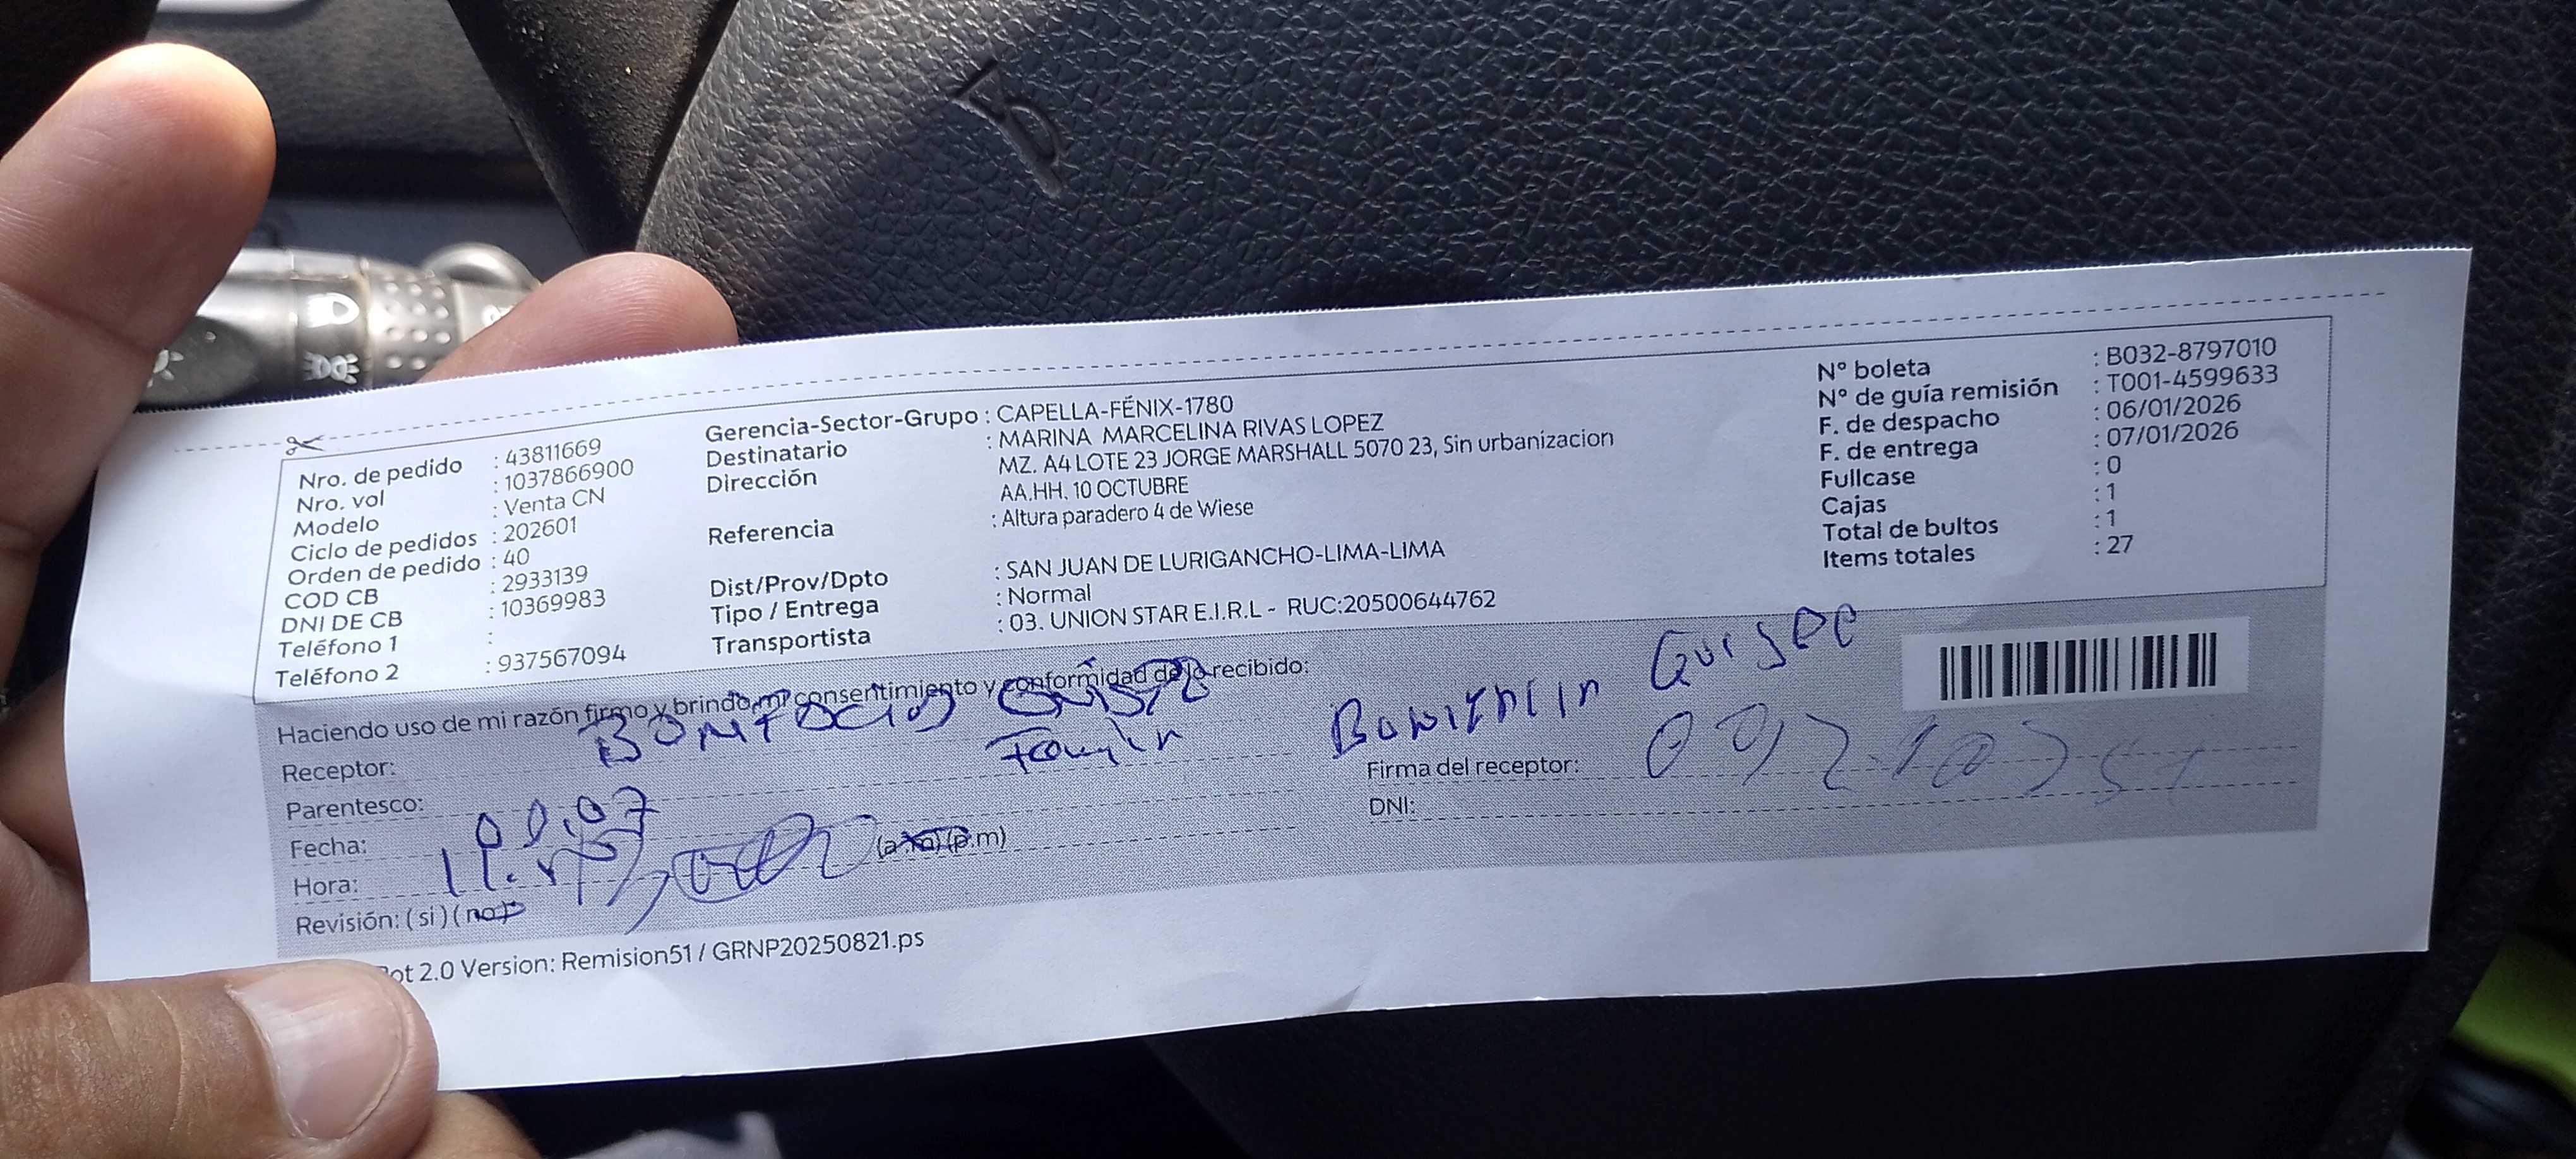 Nro. de pedido : 43811669
Nro. vol : 1037866900
Modelo : Venta CN
Ciclo de pedidos : 202601
Orden de pedido : 40
COD CB : 2933139
DNI DE CB : 10369983
Teléfono 1 :
Teléfono 2 : 937567094
Gerencia-Sector-Grupo : CAPELLA-FÉNIX-1780
Destinatario : MARINA MARCELINA RIVAS LOPEZ
Dirección MZ. A4 LOTE 23 JORGE MARSHALL 5070 23, Sin urbanizacion
AA.HH. 10 OCTUBRE
Referencia : Altura paradero 4 de Wiese
Dist/Prov/Dpto : SAN JUAN DE LURIGANCHO-LIMA-LIMA
Tipo / Entrega : Normal
Transportista : 03. UNION STAR E.I.R.L - RUC:20500644762
N° boleta : B032-8797010
N° de guía remisión : T001-4599633
F. de despacho : 06/01/2026
F. de entrega : 07/01/2026
Fullcase : 0
Cajas : 1
Total de bultos : 1
Items totales : 27
Haciendo uso de mi razón firmo y brindo mi consentimiento y conformidad de lo recibido:
Receptor:
Parentesco:
Fecha:
Hora: (a.m) (p.m)
Revisión: (si) (no)
Firma del receptor:
DNI:
ot 2.0 Version: Remision51 / GRNP20250821.ps